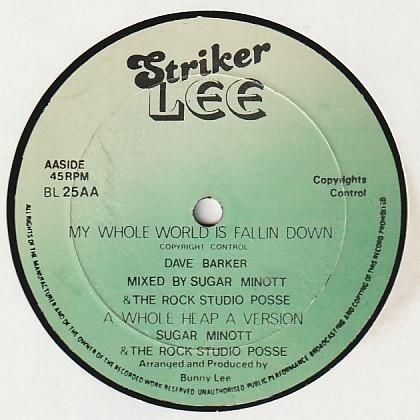 Striker
LEE
AASIDE
45RPM
BL 25AA
Copyrights
Control
MY WHOLE WORLD IS FALLIN DOWN
COPYRIGHT CONTROL
DAVE BARKER
MIXED BY SUGAR MINOTT
& THE ROCK STUDIO POSSE
A WHOLE HEAP A VERSION
SUGAR MINOTT
& THE ROCK STUDIO POSSE
Arranged and Produced by
Bunny Lee
ALL RIGHTS OF THE MANUFACTURER AND/OR THE OWNER OF THE RECORDED WORK RESERVED UNAUTHORISED PUBLIC PERFORMANCE BROADCASTING AND COPYING OF THIS RECORD PROHIBITED